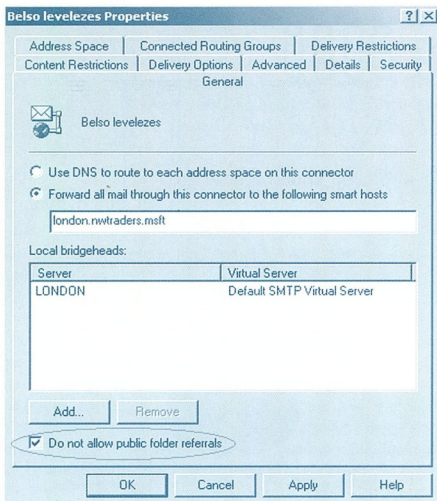 Belso levelezes Properties
Address Space
Connected Routing Groups
Delivery Restrictions
Content Restrictions
Delivery Options
Advanced
Details
Security
General
Belso levelezes
Use DNS to route to each address space on this connector
Forward all mail through this connector to the following smart hosts
london.nwtraders.msft
Local bridgeheads:
Server
Virtual Server
LONDON
Default SMTP Virtual Server
Add...
Remove
Do not allow public folder referrals
OK
Cancel
Apply
Help